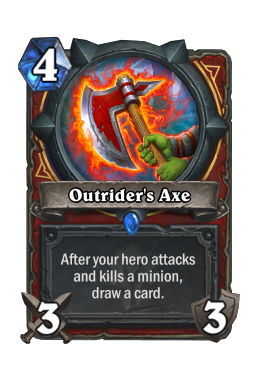 4
Outrider's Axe
After your hero attacks
and kills a minion,
draw a card.
3 3